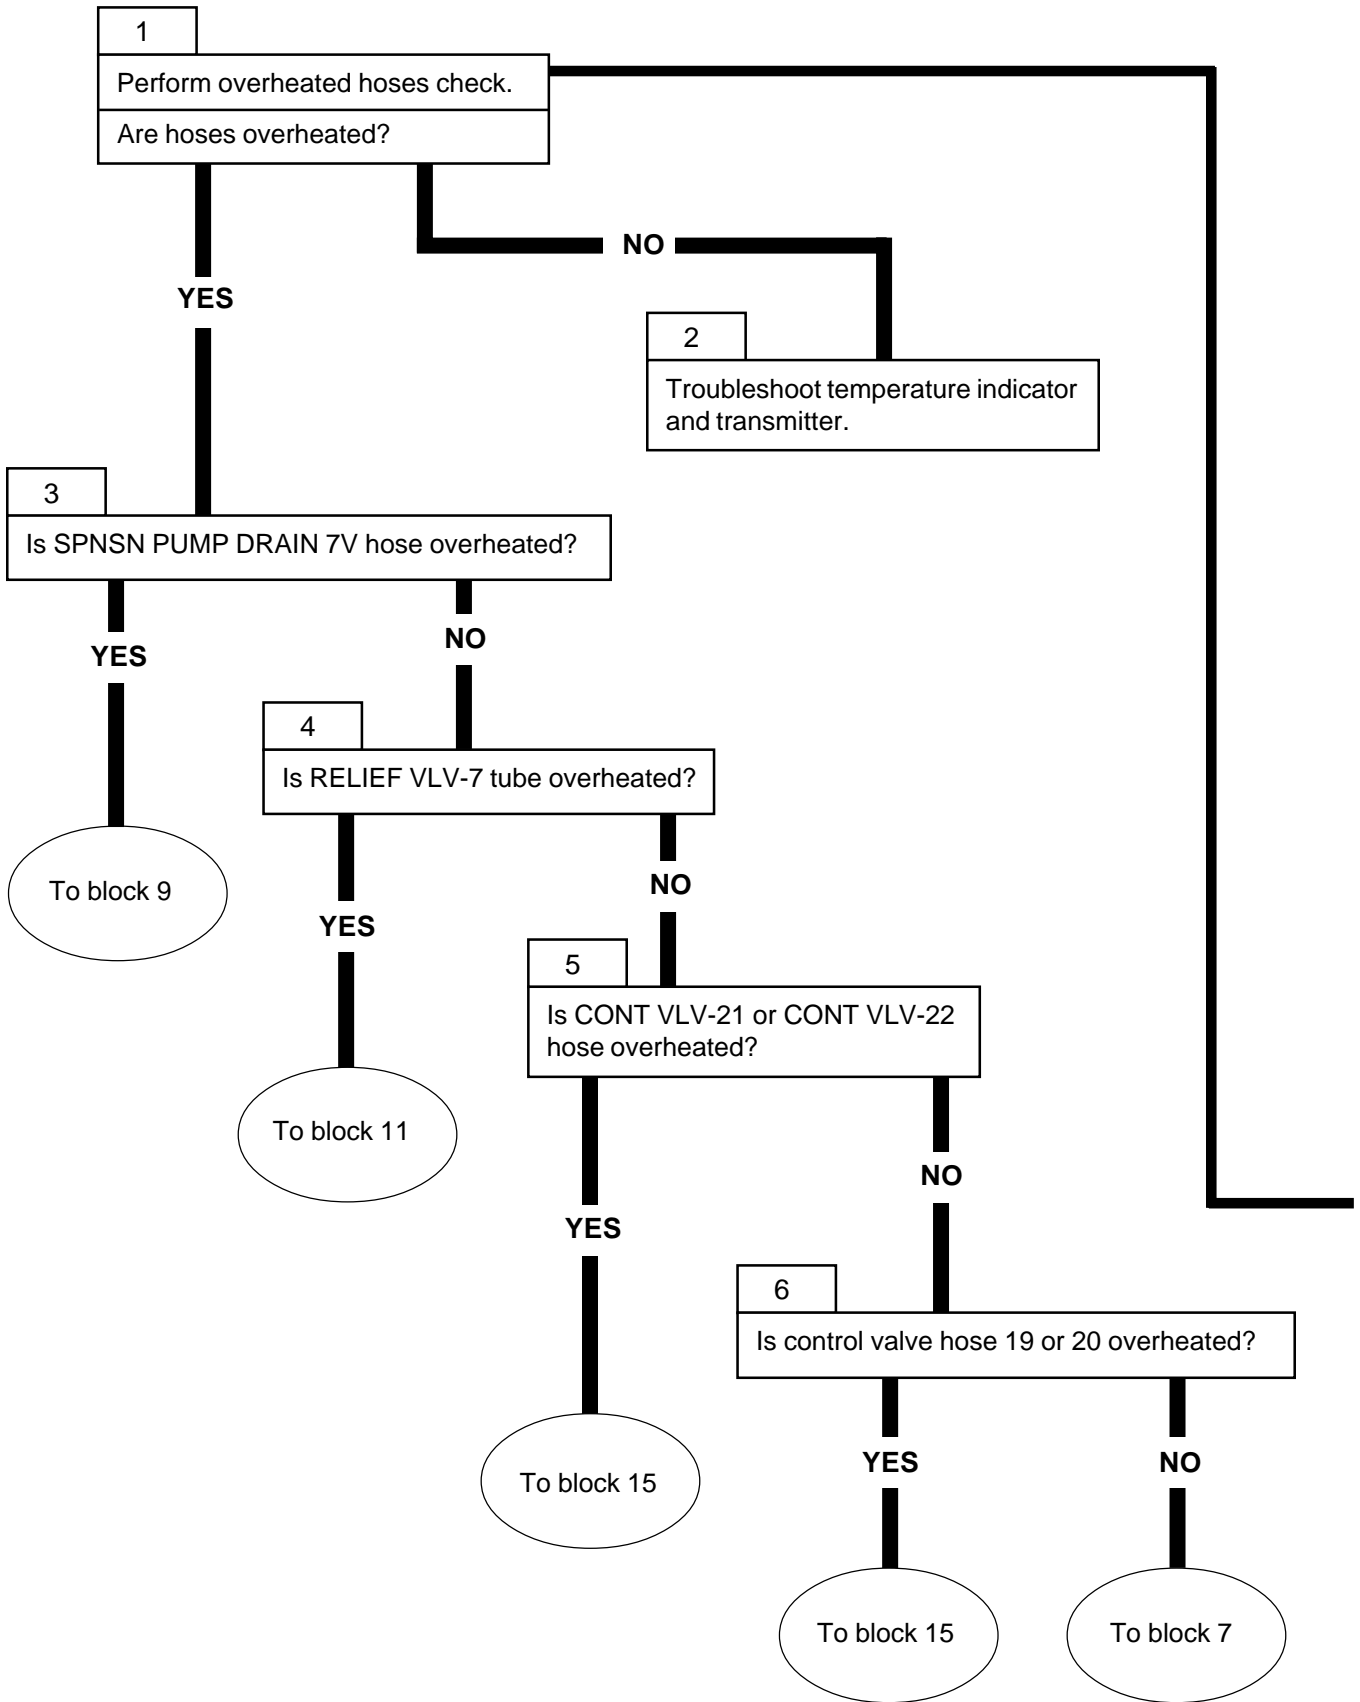 1
Perform overheated hoses check.
Are hoses overheated?
NO
YES
2
Troubleshoot temperature indicator
and transmitter.
3
Is SPNSN PUMP DRAIN 7V hose overheated?
NO
YES
4
Is RELIEF VLV-7 tube overheated?
To block 9
NO
YES
5
Is CONT VLV-21 or CONT VLV-22
hose overheated?
To block 11
NO
YES
6
Is control valve hose 19 or 20 overheated?
YES
NO
To block 15
To block 15
To block 7